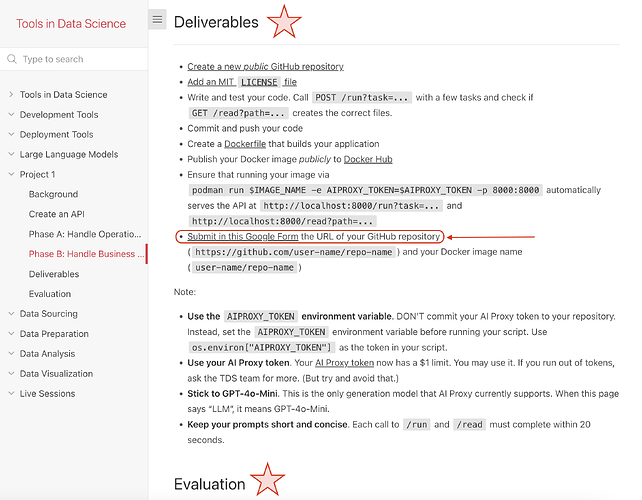 Tools in Data Science
Type to search
Tools in Data Science
Development Tools
Deployment Tools
Large Language Models
Project 1
Background
Create an API
Phase A: Handle Operatio...
Phase B: Handle Business ...
Deliverables
Evaluation
Data Sourcing
Data Preparation
Data Analysis
Data Visualization
Live Sessions
Deliverables
Create a new public GitHub repository
Add an MIT LICENSE file
Write and test your code. Call POST /run?task=... with a few tasks and check if
GET /read?path=... creates the correct files.
Commit and push your code
Create a Dockerfile that builds your application
Publish your Docker image publicly to Docker Hub
Ensure that running your image via
podman run $IMAGE_NAME -e AIPROXY_TOKEN=$AIPROXY_TOKEN -p 8000:8000 automatically
serves the API at http://localhost:8000/run?task=... and
http://localhost:8000/read?path=...
Submit in this Google Form the URL of your GitHub repository
( https://github.com/user-name/repo-name ) and your Docker image name
( user-name/repo-name )
Note:
Use the AIPROXY_TOKEN environment variable. DON'T commit your AI Proxy token to your repository.
Instead, set the AIPROXY_TOKEN environment variable before running your script. Use
os.environ["AIPROXY_TOKEN"] as the token in your script.
Use your AI Proxy token. Your AI Proxy token now has a $1 limit. You may use it. If you run out of tokens,
ask the TDS team for more. (But try and avoid that.)
Stick to GPT-4o-Mini. This is the only generation model that AI Proxy currently supports. When this page
says "LLM", it means GPT-4o-Mini.
Keep your prompts short and concise. Each call to /run and /read must complete within 20
seconds.
Evaluation